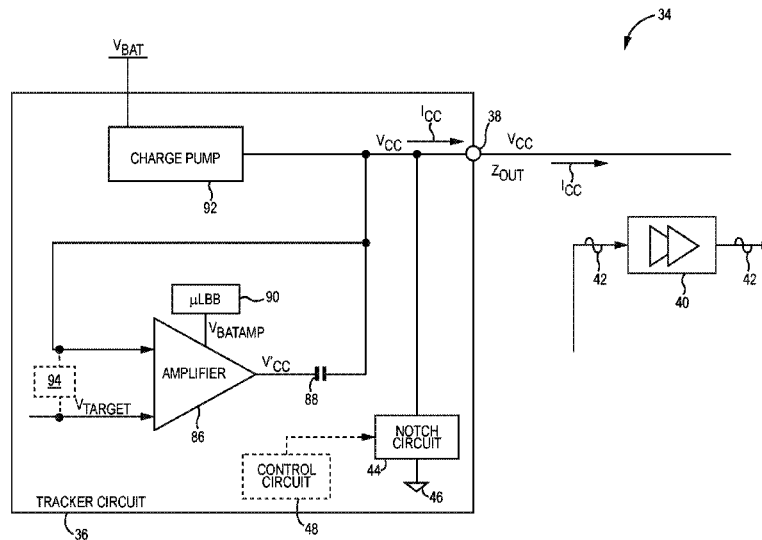 34
VBAT
ICC
38
VCC
VCC
CHARGE PUMP
ZOUT
ICC
92
42
42
40
µLBB
90
VBATAMP
AMPLIFIER
V'CC
94
VTARGET
88
86
NOTCH
CIRCUIT
44
CONTROL
CIRCUIT
46
TRACKER CIRCUIT
48
36